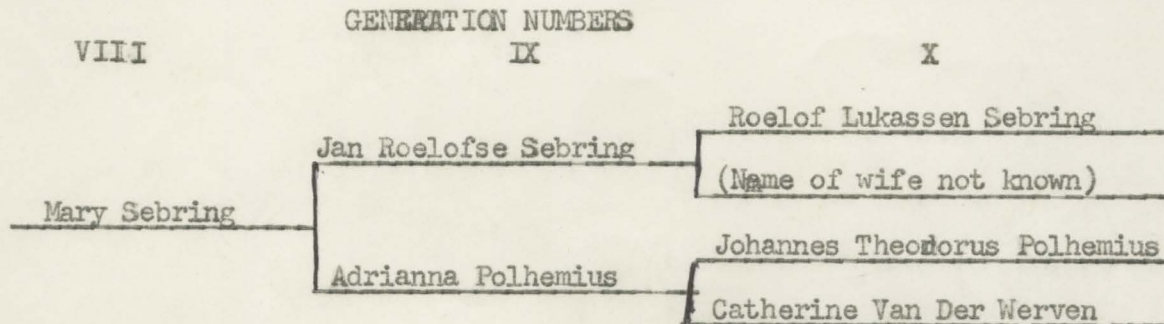 GENERATION NUMBERS
VIII IX X
Roelof Lukassen Sebring
Jan Roelofse Sebring
(Name of wife not known)
Mary Sebring
Johannes Theodorus Polhemius
Adrianna Polhemius
Catherine Van Der Werven